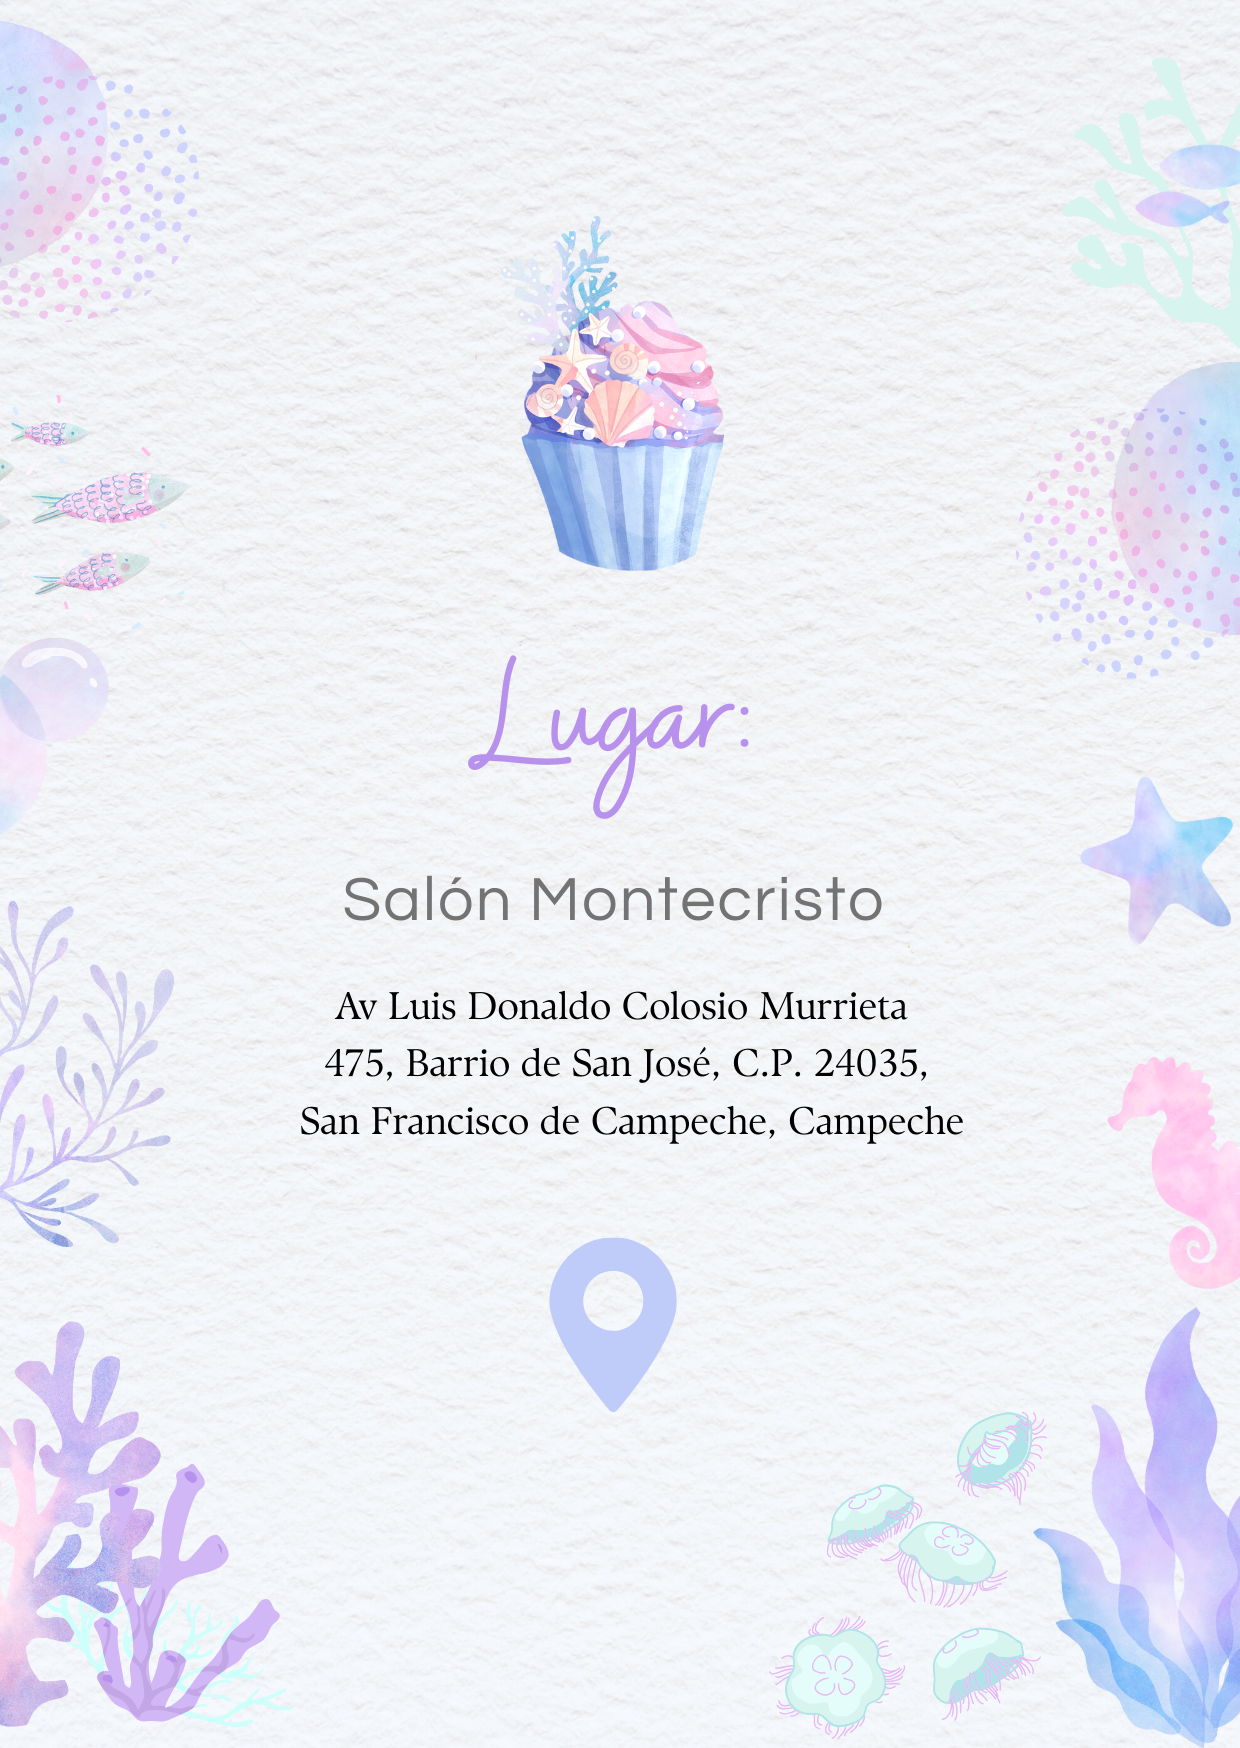 Lugar:
Salón Montecristo
Av Luis Donaldo Colosio Murrieta
475, Barrio de San José, C.P. 24035,
San Francisco de Campeche, Campeche